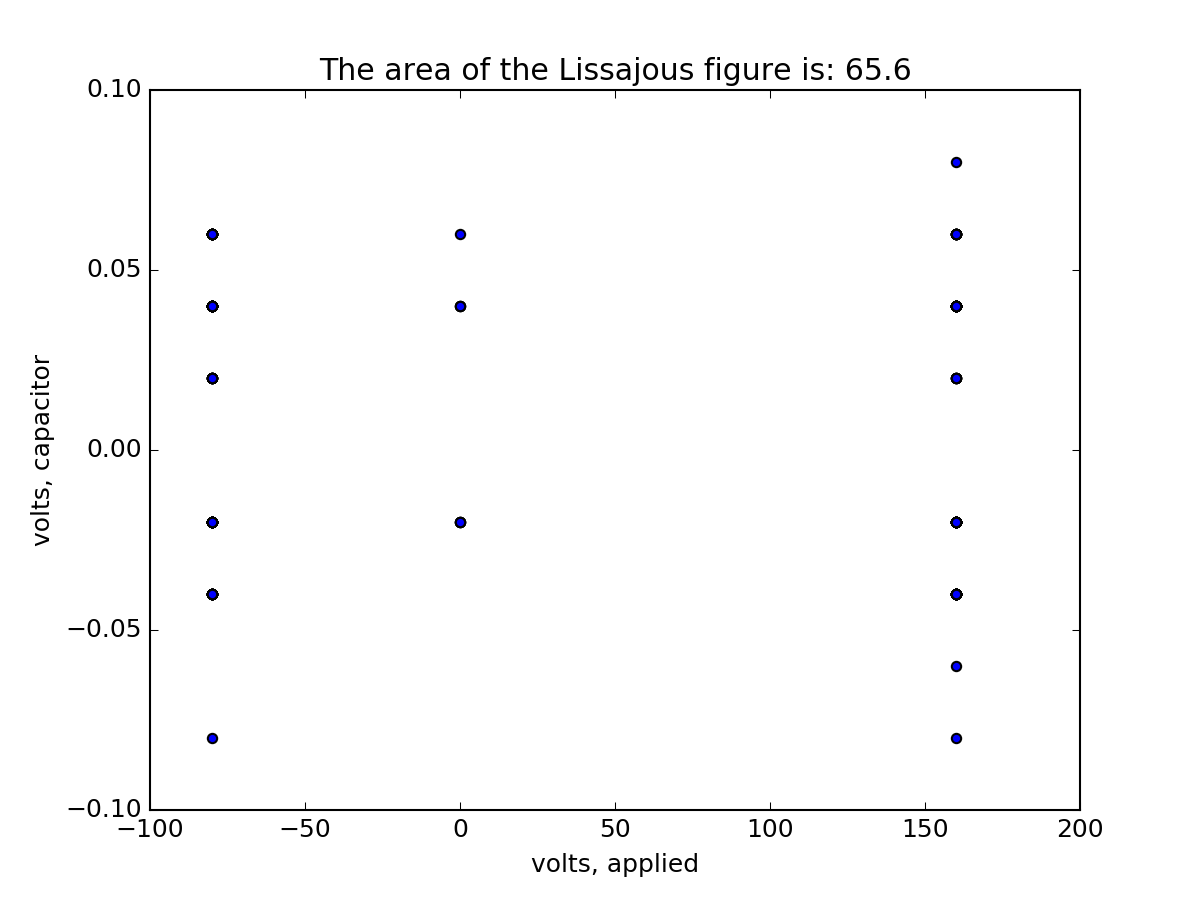 The area of the Lissajous figure is: 65.6
0.10
0.05
0.00
−0.05
−0.10
volts, capacitor
−100 −50 0 50 100 150 200
volts, applied